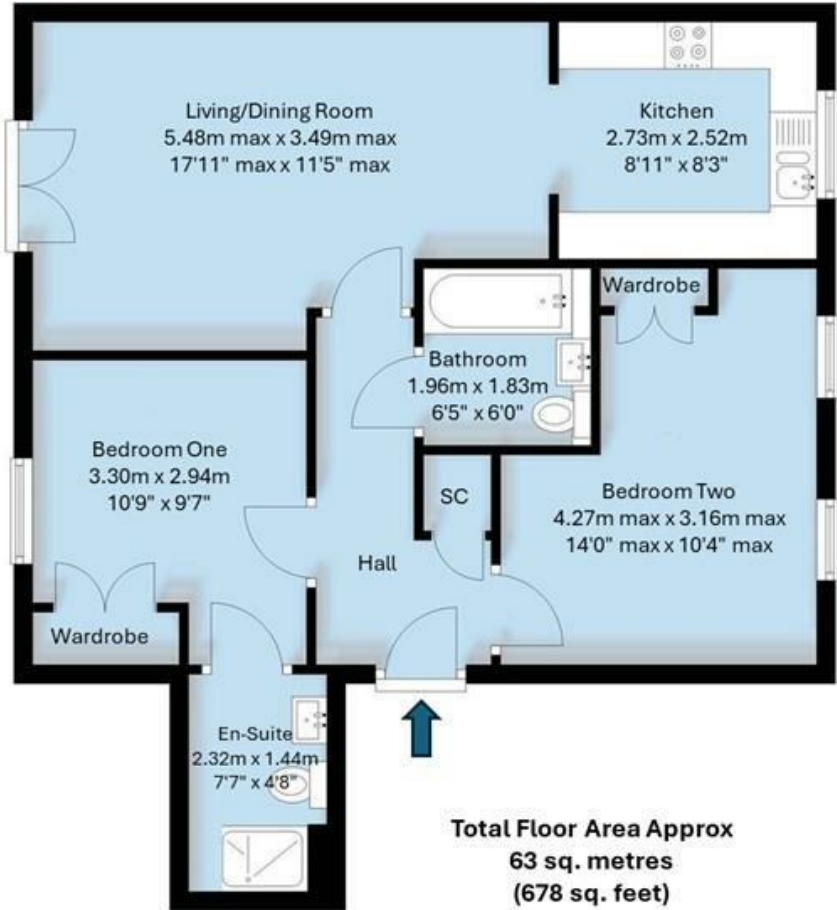 Living/Dining Room
5.48m max x 3.49m max
17'11" max x 11'5" max
Kitchen
2.73m x 2.52m
8'11" x 8'3"
Wardrobe
Bathroom
1.96m x 1.83m
6'5" x 6'0"
Bedroom One
3.30m x 2.94m
10'9" x 9'7"
SC
Bedroom Two
4.27m max x 3.16m max
14'0" max x 10'4" max
Hall
Wardrobe
En-Suite
2.32m x 1.44m
7'7" x 4'8"
Total Floor Area Approx
63 sq. metres
(678 sq. feet)